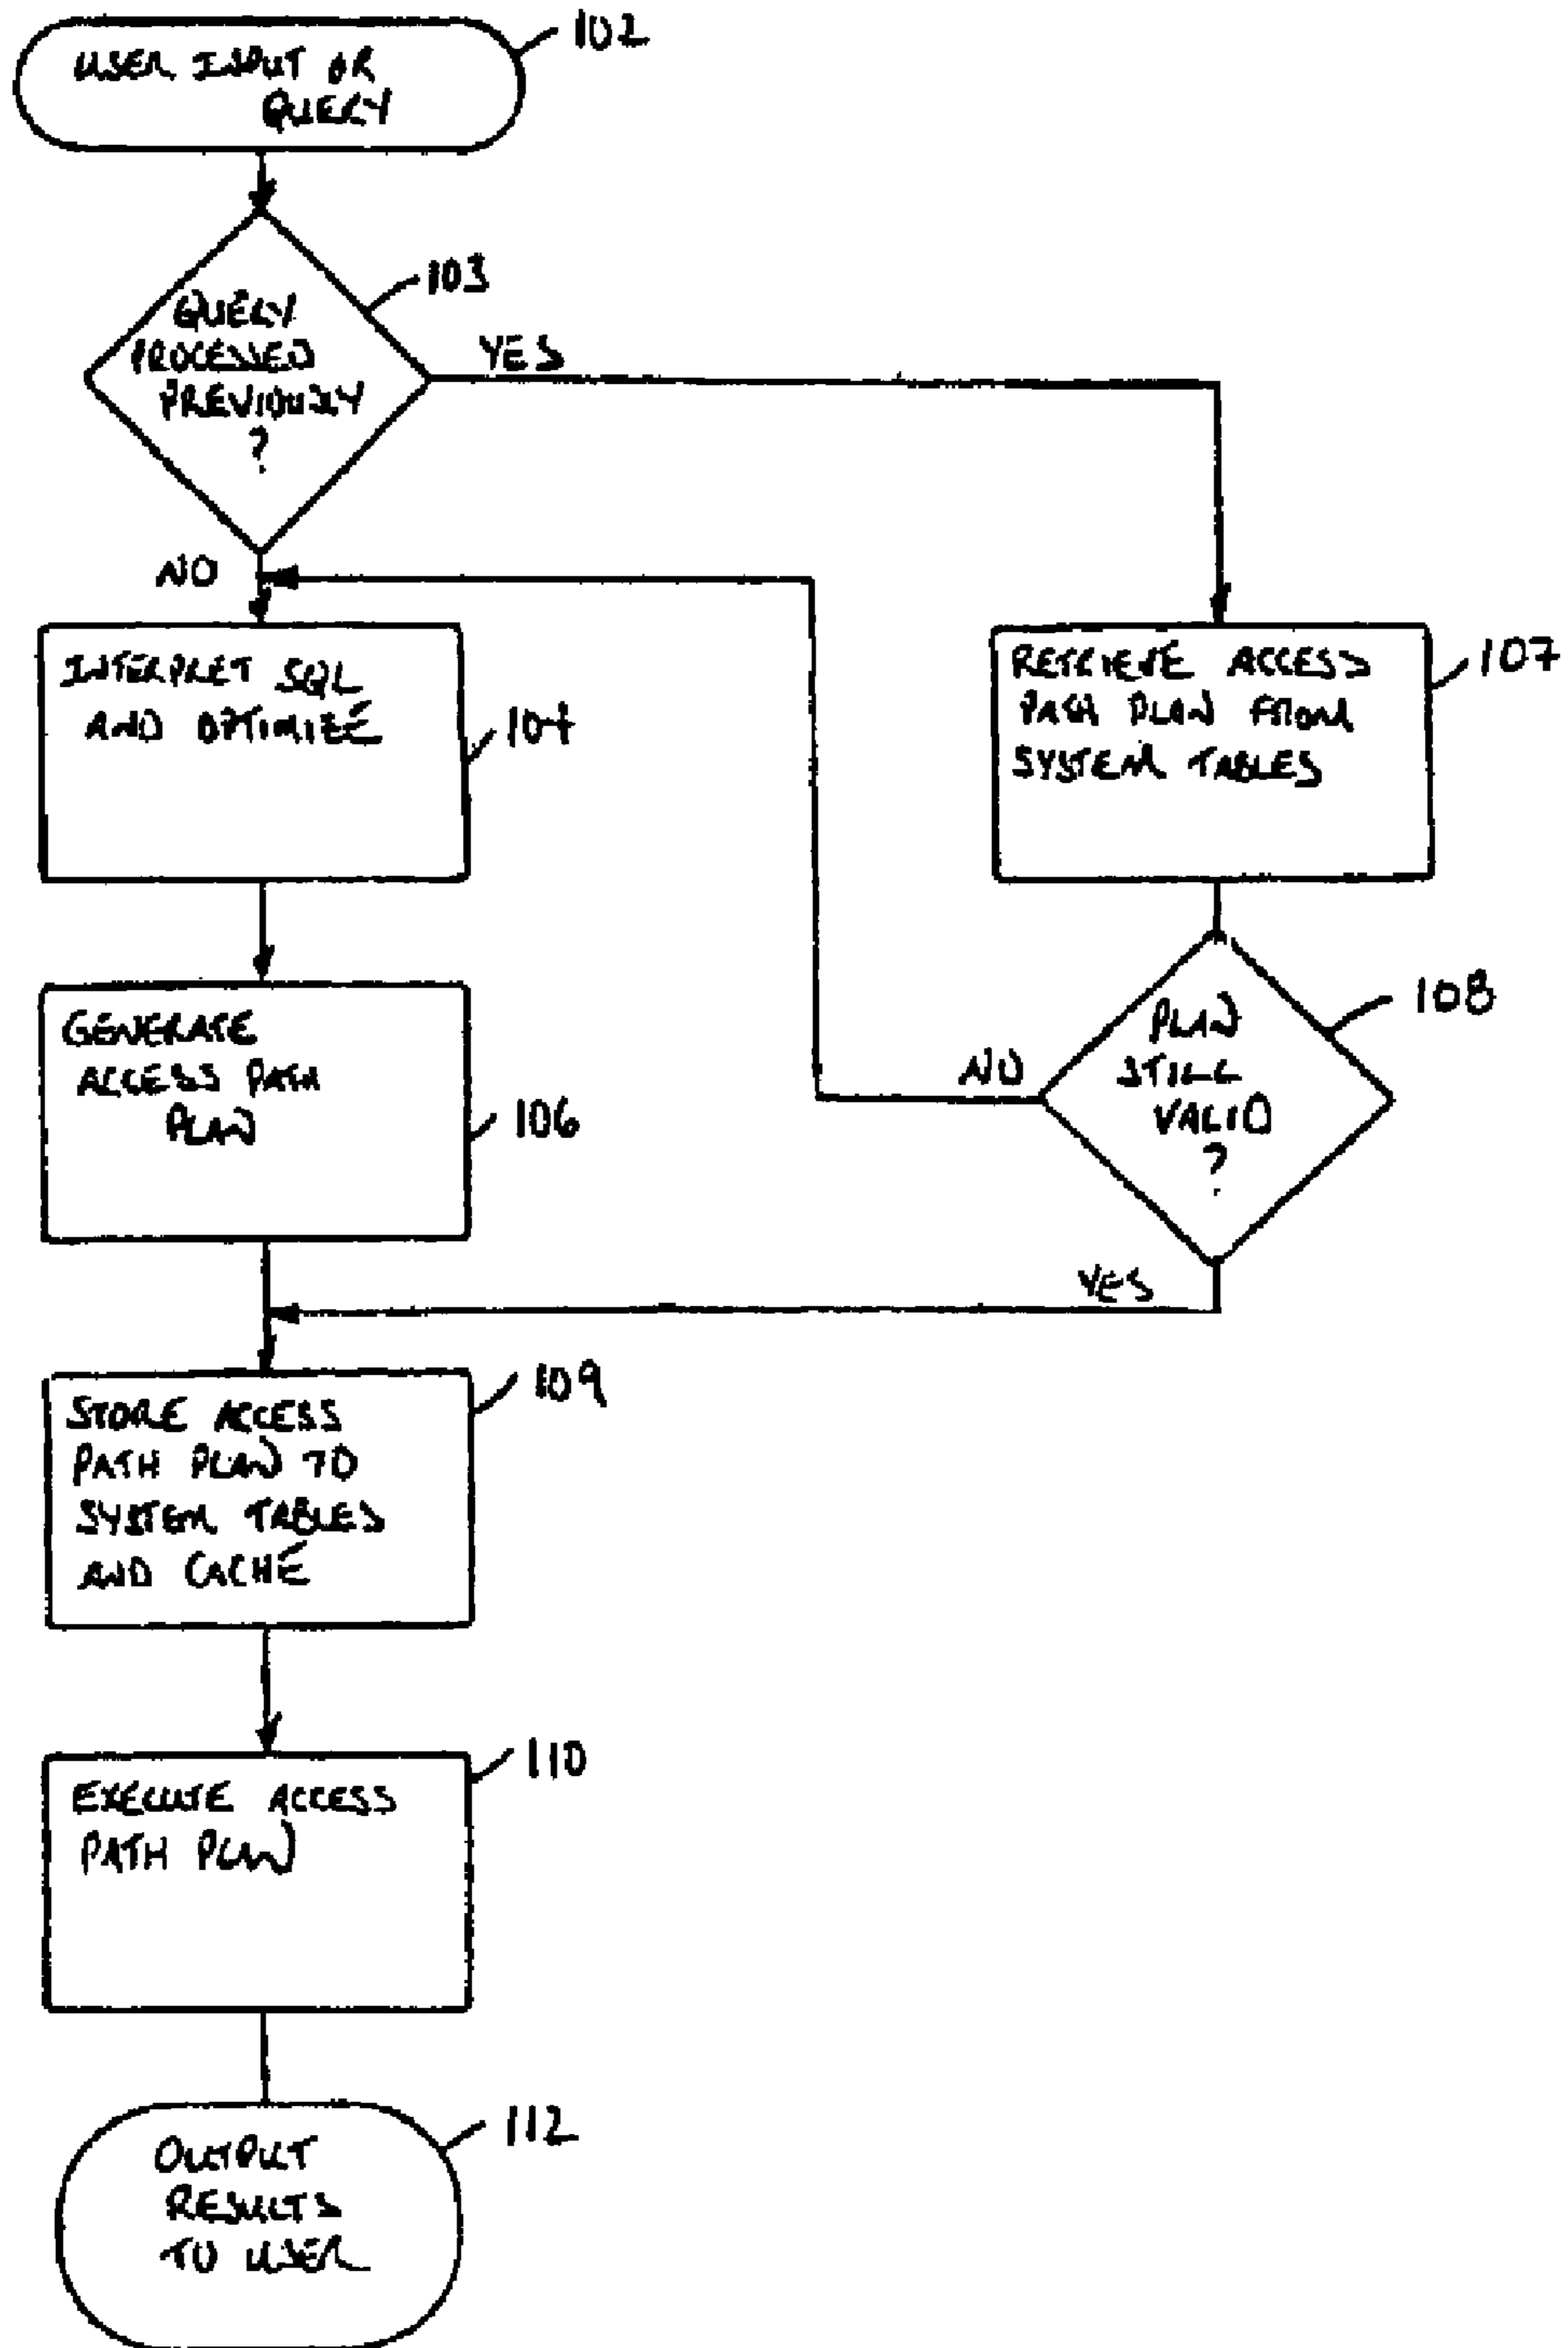 USER INPUT OR
QUERY
102
QUERY
PROCESSED
PREVIOUSLY
?
103
YES
NO
INTERPRET SQL
AND OPTIMIZE
104
RETRIEVE ACCESS
PATH PLAN FROM
SYSTEM TABLES
107
GENERATE
ACCESS PATH
PLAN
106
PLAN
STILL
VALID
?
108
NO
YES
STORE ACCESS
PATH PLAN TO
SYSTEM TABLES
AND CACHE
109
EXECUTE ACCESS
PATH PLAN
110
OUTPUT
RESULTS
TO USER
112